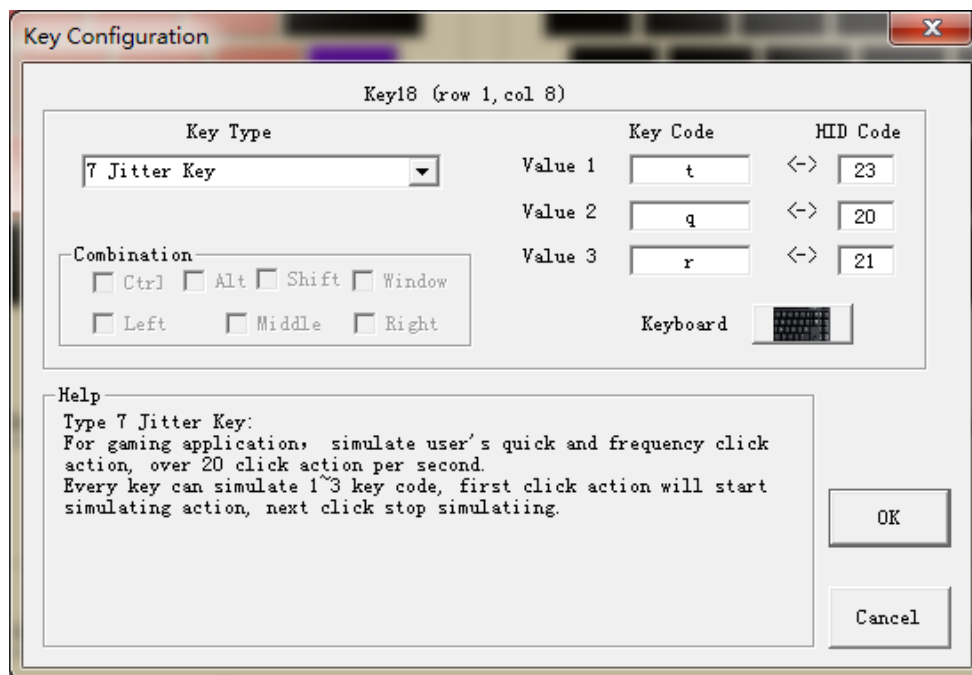 Key Configuration
Key18 (row 1, col 8)
Key Type
Key Code
HID Code
7 Jitter Key
Value 1
t
<->
23
Value 2
q
<->
20
Value 3
r
<->
21
Combination
Ctrl
Alt
Shift
Window
Left
Middle
Right
Keyboard
Help
Type 7 Jitter Key:
For gaming application, simulate user's quick and frequency click
action, over 20 click action per second.
Every key can simulate 1~3 key code, first click action will start
simulating action, next click stop simulatiing.
OK
Cancel